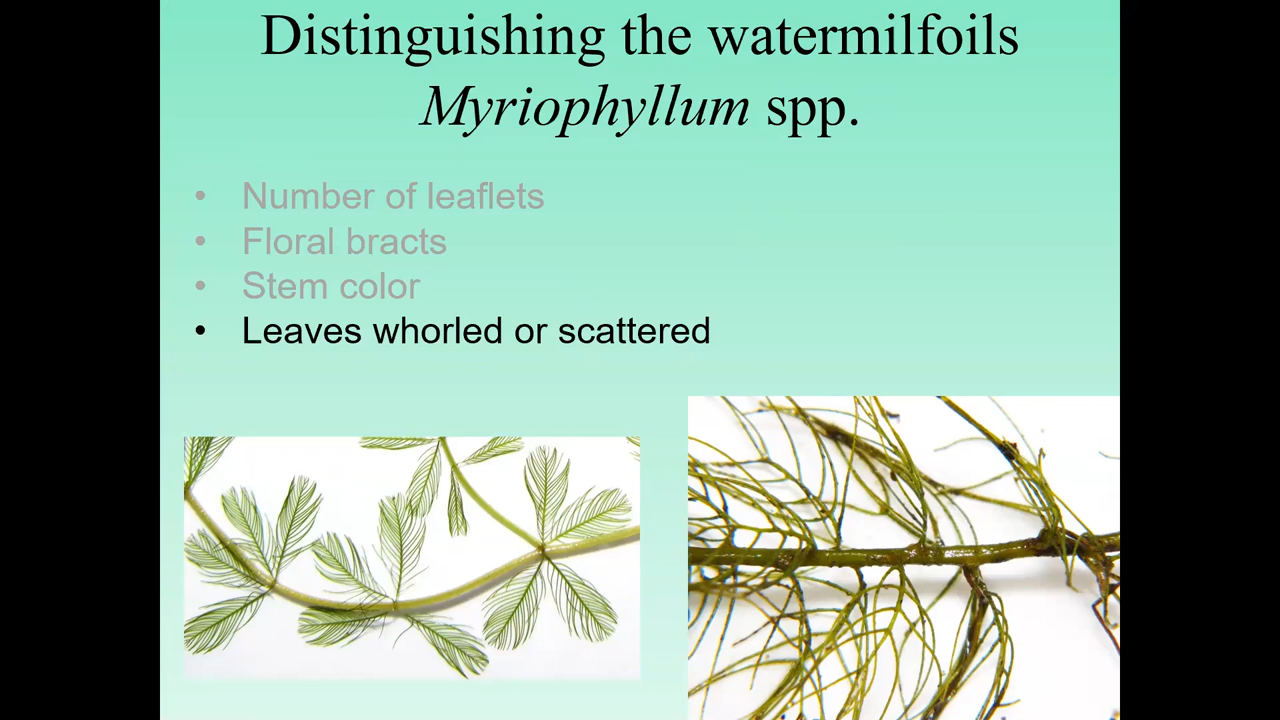 Distinguishing the watermilfoils
Myriophyllum spp.
• Number of leaflets
• Floral bracts
• Stem color
• Leaves whorled or scattered